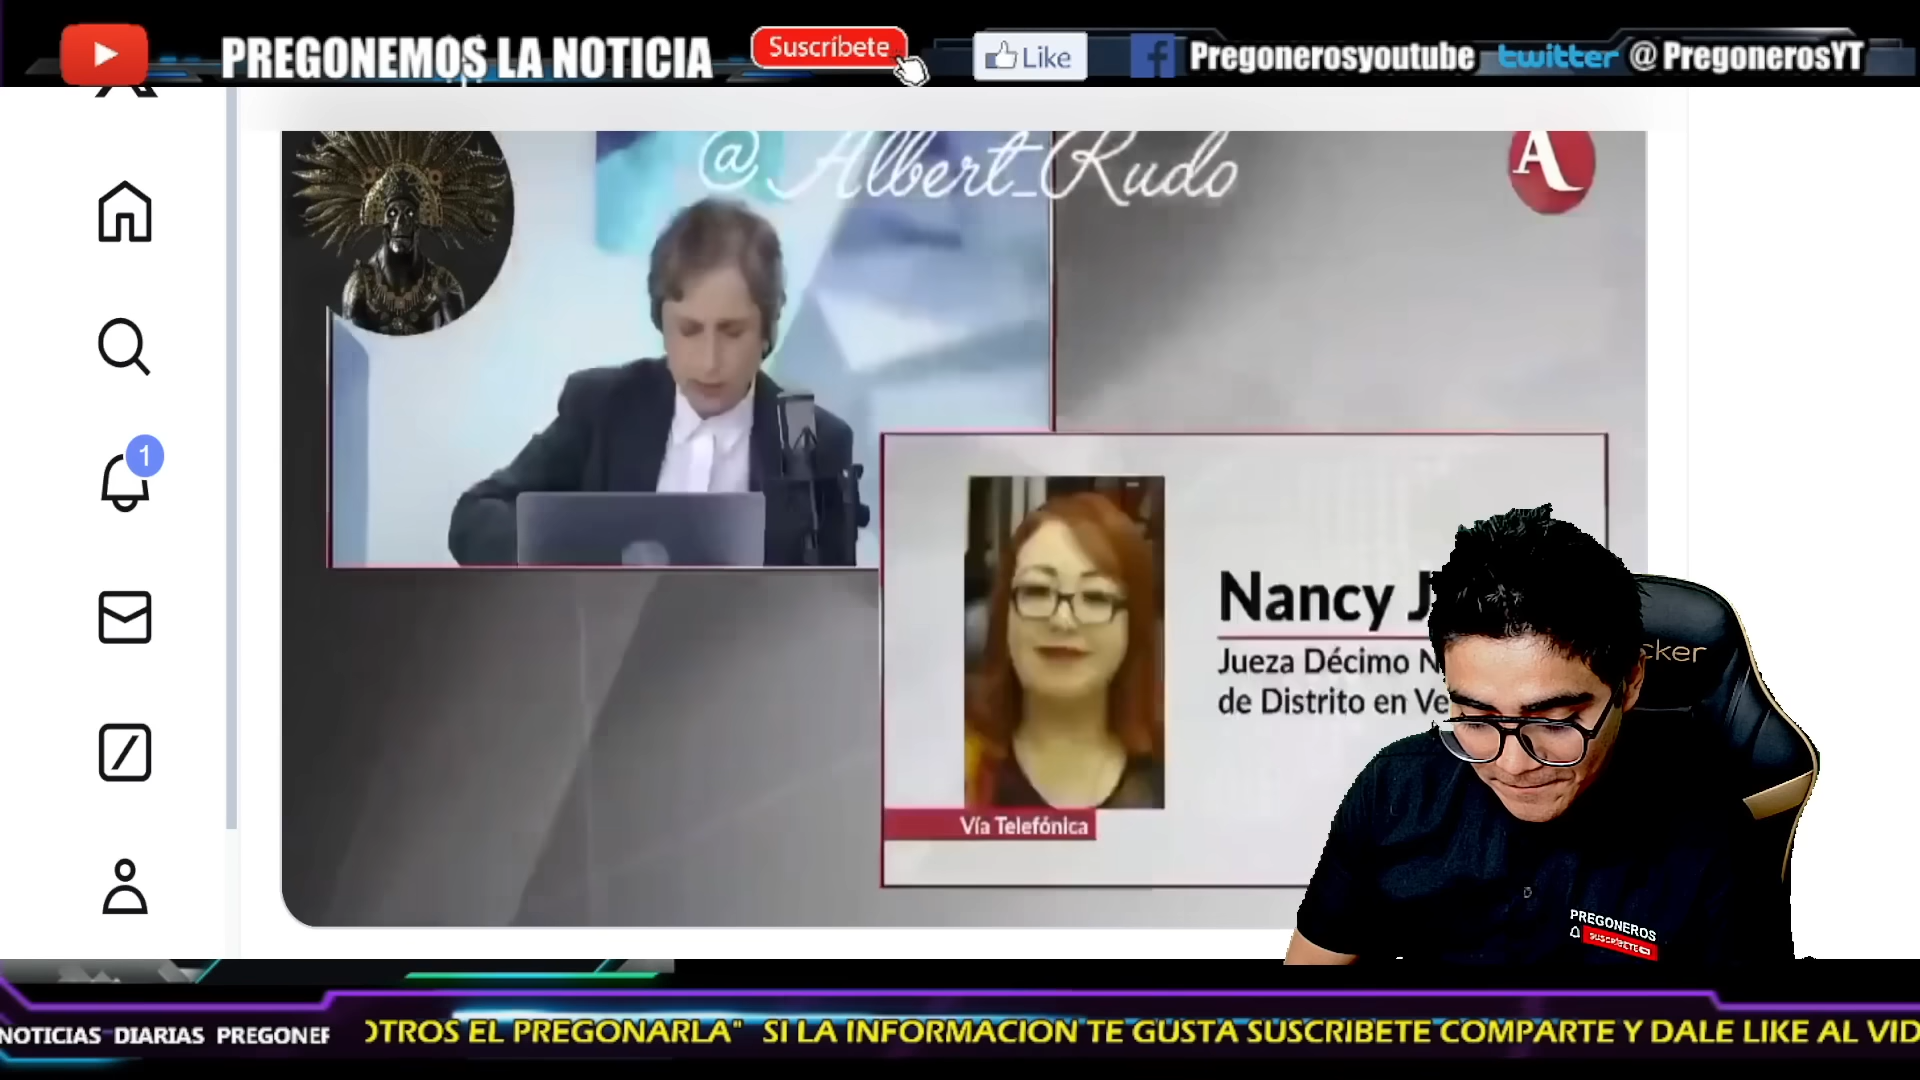 PREGONEMOS LA NOTICIA
Suscríbete
Like
Pregonerosyoutube
twitter @PregonerosYT
@Albert_Rudo
A
1
Nancy J
Jueza Décimo N
de Distrito en Ve
Vía Telefónica
cker
PREGONEROS
SUSCRIBETE
NOTICIAS DIARIAS PREGONER
OTROS EL PREGONARLA" SI LA INFORMACION TE GUSTA SUSCRIBETE COMPARTE Y DALE LIKE AL VID